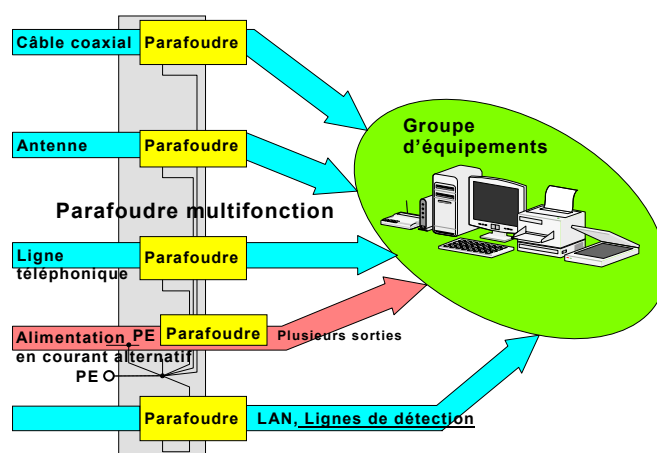 Câble coaxial
Parafoudre
Groupe
d'équipements
Antenne
Parafoudre
Parafoudre multifonction
Ligne
téléphonique
Parafoudre
Alimentation
en courant alternatif
PE
Parafoudre
Plusieurs sorties
PE
Parafoudre
LAN, Lignes de détection